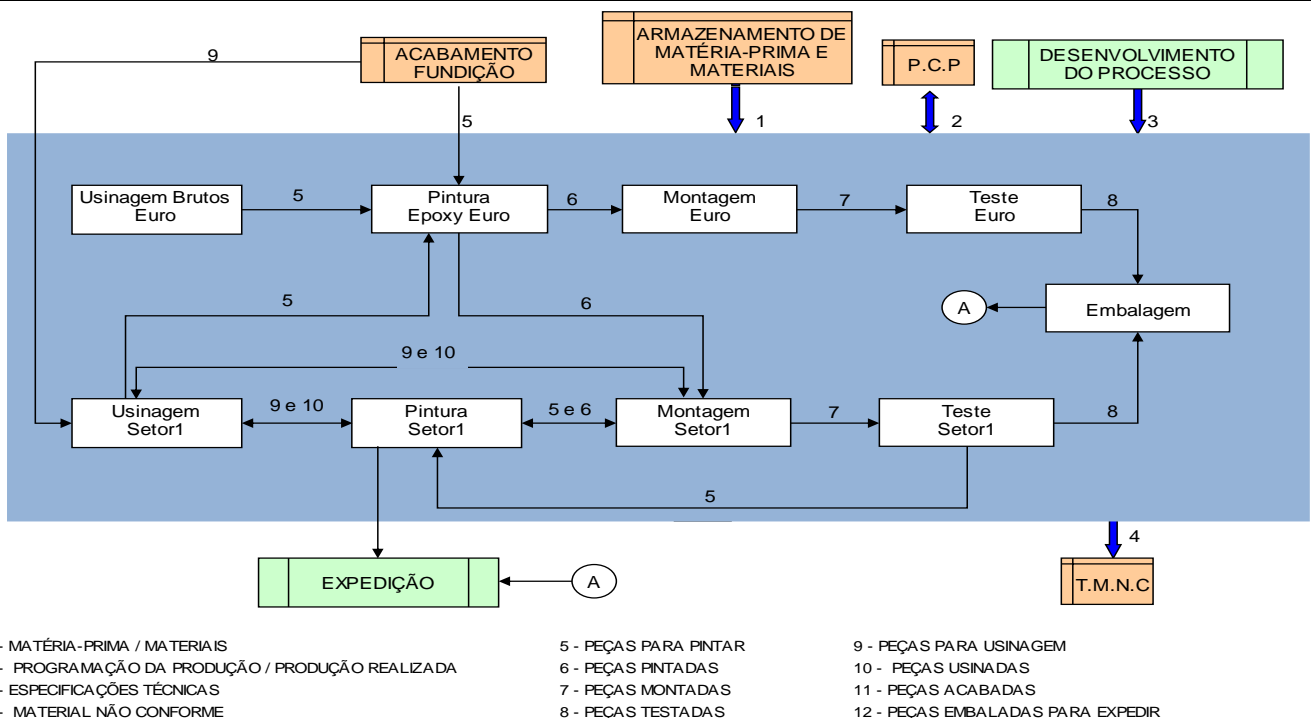 9
ACABAMENTO
FUNDIÇÃO
ARMAZENAMENTO DE
MATÉRIA-PRIMA E
MATERIAIS
P.C.P
DESENVOLVIMENTO
DO PROCESSO
5
1
2
3
Usinagem Brutos
Euro
5
Pintura
Epoxy Euro
6
Montagem
Euro
7
Teste
Euro
8
5
6
A
Embalagem
9 e 10
Usinagem
Setor1
9 e 10
Pintura
Setor1
5 e 6
Montagem
Setor1
7
Teste
Setor1
8
5
4
EXPEDIÇÃO
A
T.M.N.C
- MATÉRIA-PRIMA / MATERIAIS
- PROGRAMAÇÃO DA PRODUÇÃO / PRODUÇÃO REALIZADA
- ESPECIFICAÇÕES TÉCNICAS
- MATERIAL NÃO CONFORME
5 - PEÇAS PARA PINTAR
6 - PEÇAS PINTADAS
7 - PEÇAS MONTADAS
8 - PEÇAS TESTADAS
9 - PEÇAS PARA USINAGEM
10 - PEÇAS USINADAS
11 - PEÇAS ACABADAS
12 - PEÇAS EMBALADAS PARA EXPEDIR